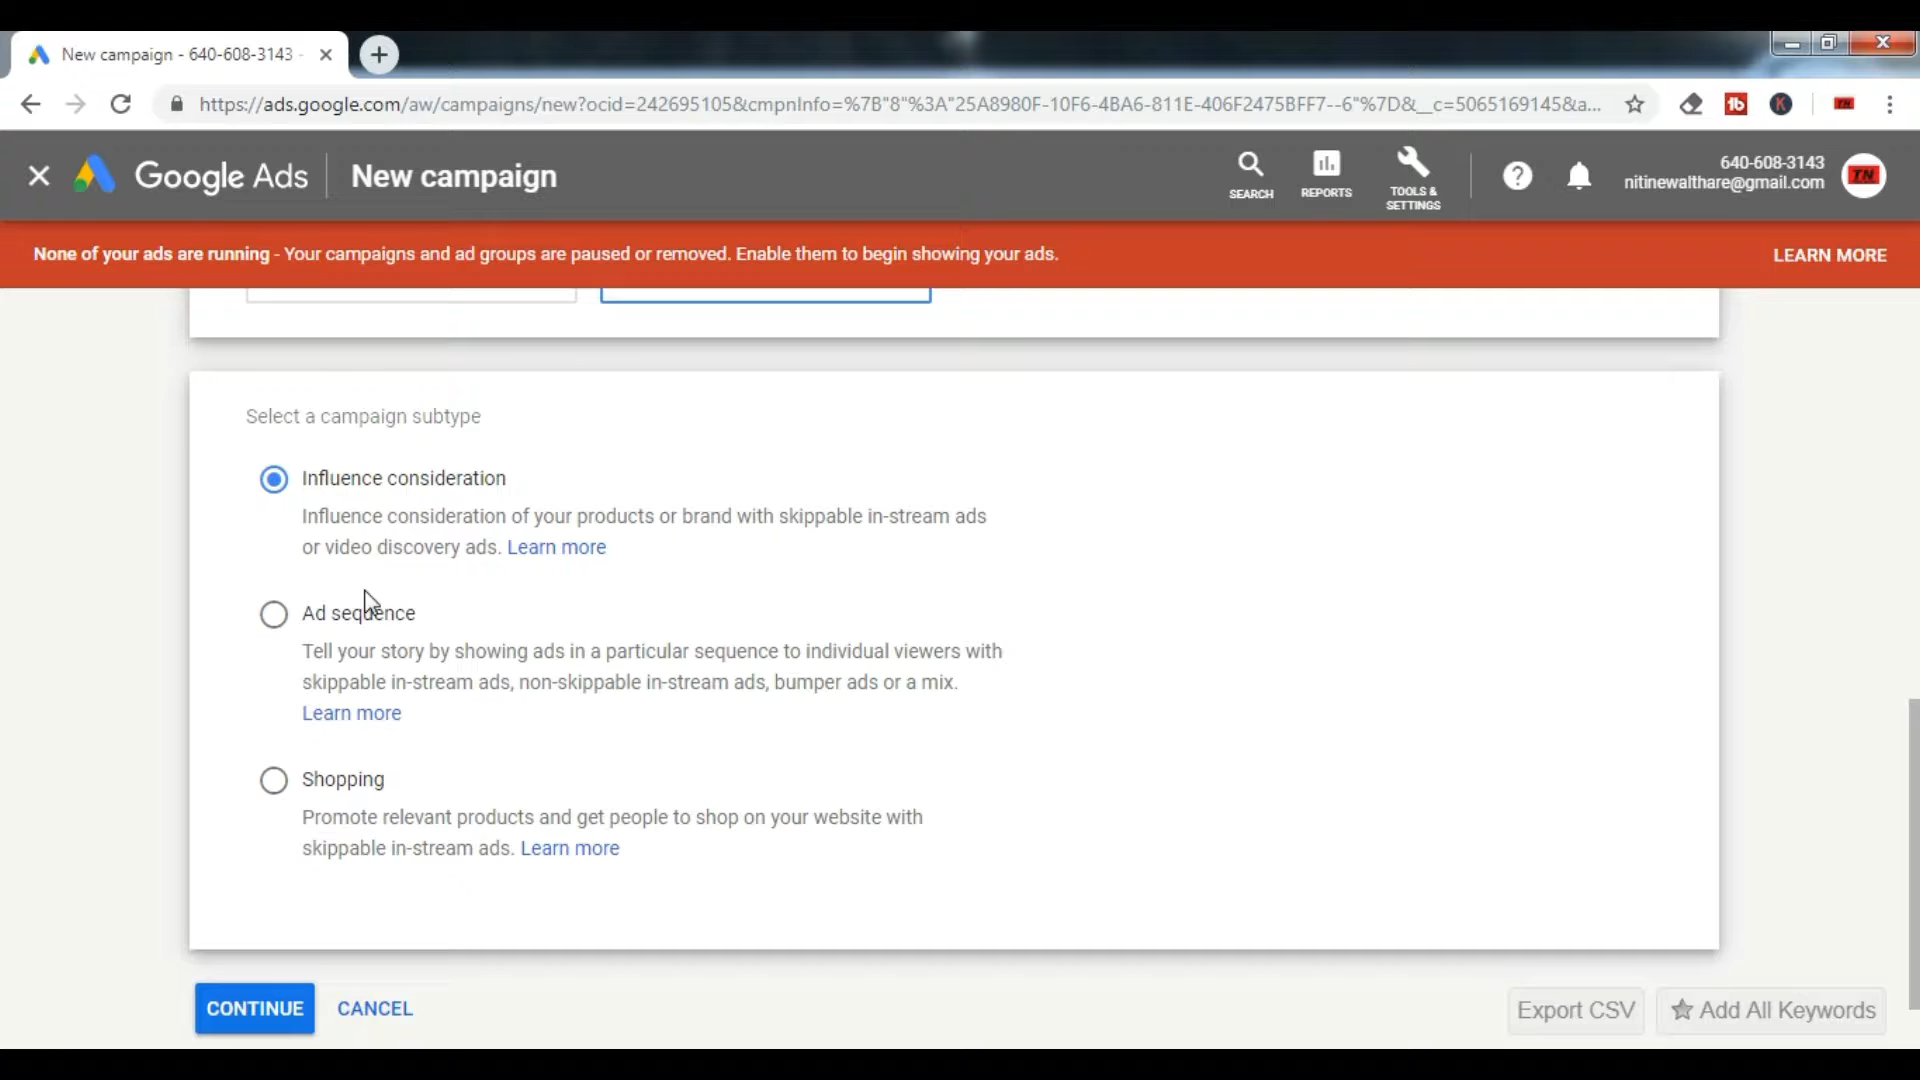 New campaign - 640-608-3143 -
https://ads.google.com/aw/campaigns/new?ocid=242695105&cmpnInfo=%7B"8"%3A"25A8980F-10F6-4BA6-811E-406F2475BFF7--6"%7D&__c=5065169145&a...
Google Ads
New campaign
SEARCH
REPORTS
TOOLS &
SETTINGS
640-608-3143
nitinewalthare@gmail.com
TN
None of your ads are running - Your campaigns and ad groups are paused or removed. Enable them to begin showing your ads.
LEARN MORE
Select a campaign subtype
Influence consideration
Influence consideration of your products or brand with skippable in-stream ads
or video discovery ads. Learn more
Ad sequence
Tell your story by showing ads in a particular sequence to individual viewers with
skippable in-stream ads, non-skippable in-stream ads, bumper ads or a mix.
Learn more
Shopping
Promote relevant products and get people to shop on your website with
skippable in-stream ads. Learn more
CONTINUE
CANCEL
Export CSV
Add All Keywords